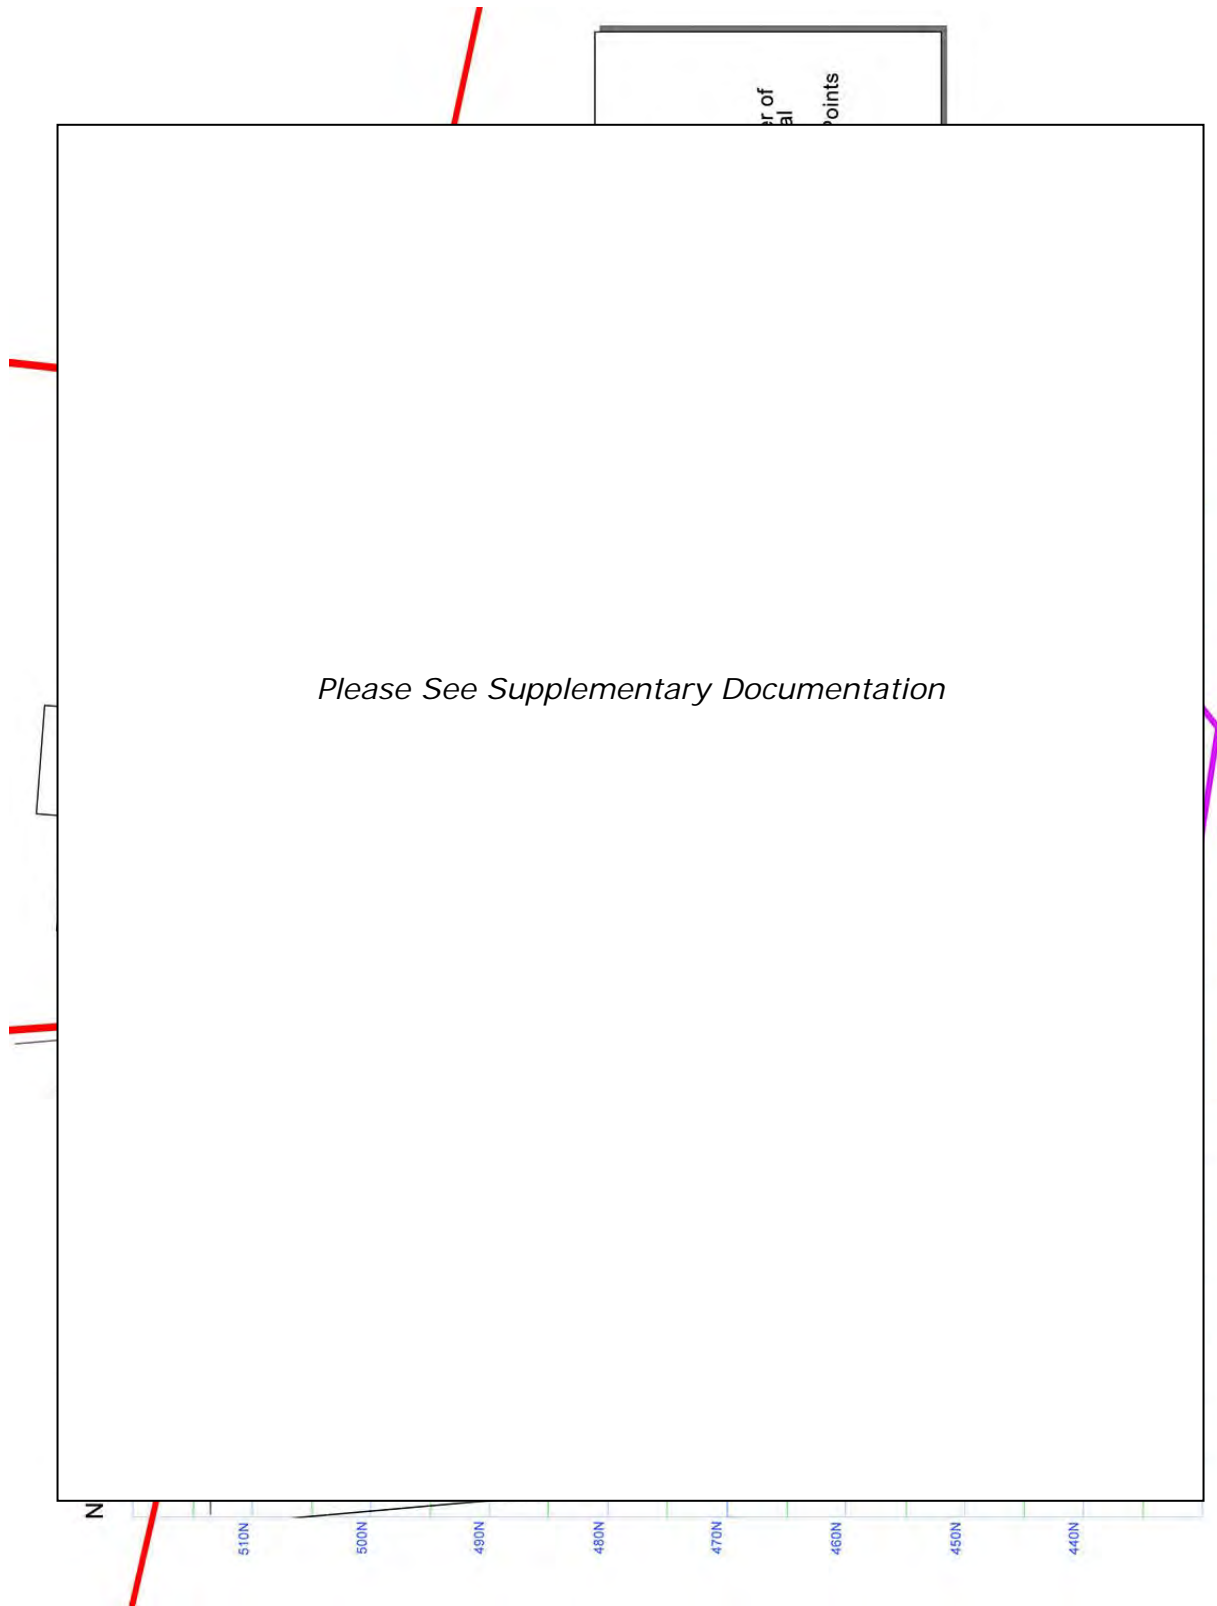 er of
al
Points
Please See Supplementary Documentation
N
510N
500N
490N
480N
470N
460N
450N
440N